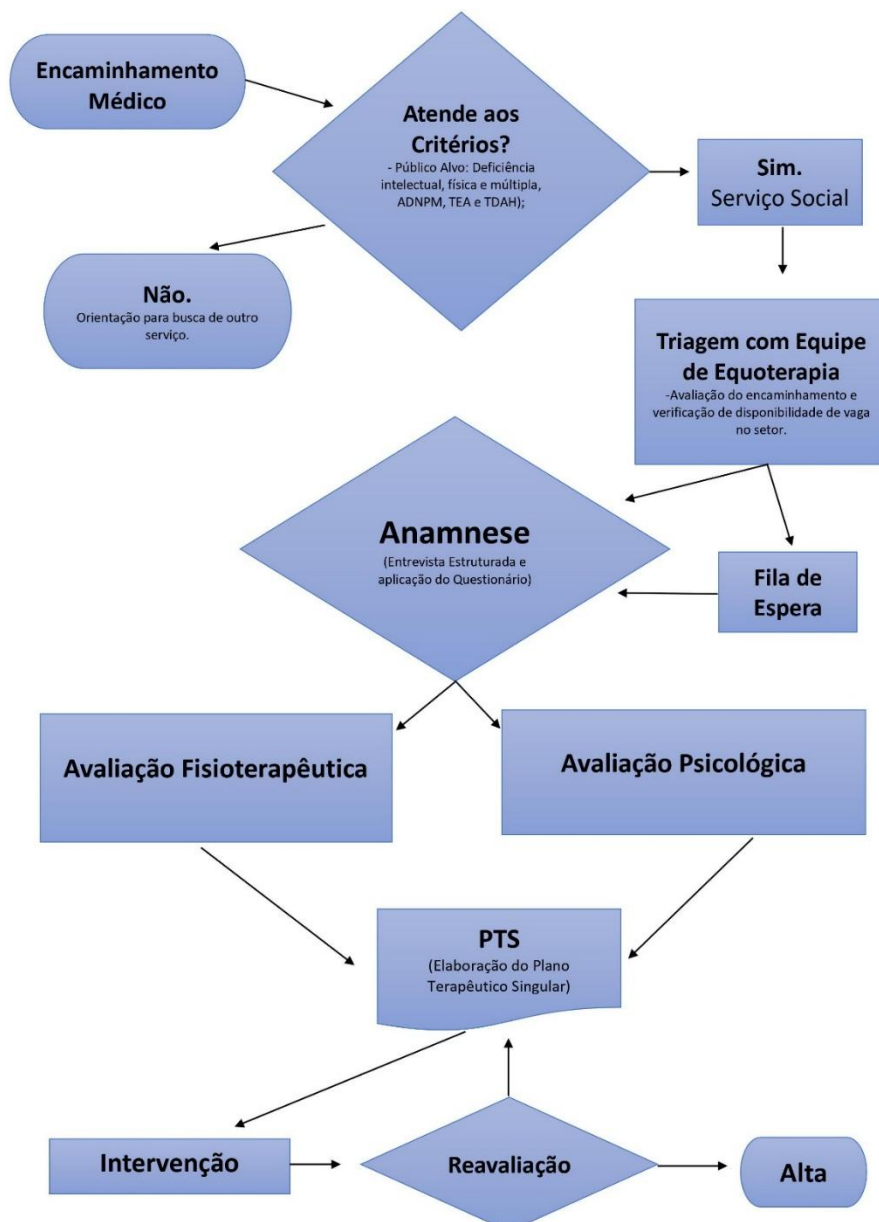 Encaminhamento
Médico
Atende aos
Critérios?
- Público Alvo: Deficiência
intelectual, física e múltipla,
ADNPM, TEA e TDAH);
Sim.
Serviço Social
Não.
Orientação para busca de outro
serviço.
Triagem com Equipe
de Equoterapia
-Avaliação do encaminhamento e
verificação de disponibilidade de vaga
no setor.
Anamnese
(Entrevista Estruturada e
aplicação do Questionário)
Fila de
Espera
Avaliação Fisioterapêutica
Avaliação Psicológica
PTS
(Elaboração do Plano
Terapêutico Singular)
Intervenção
Reavaliação
Alta